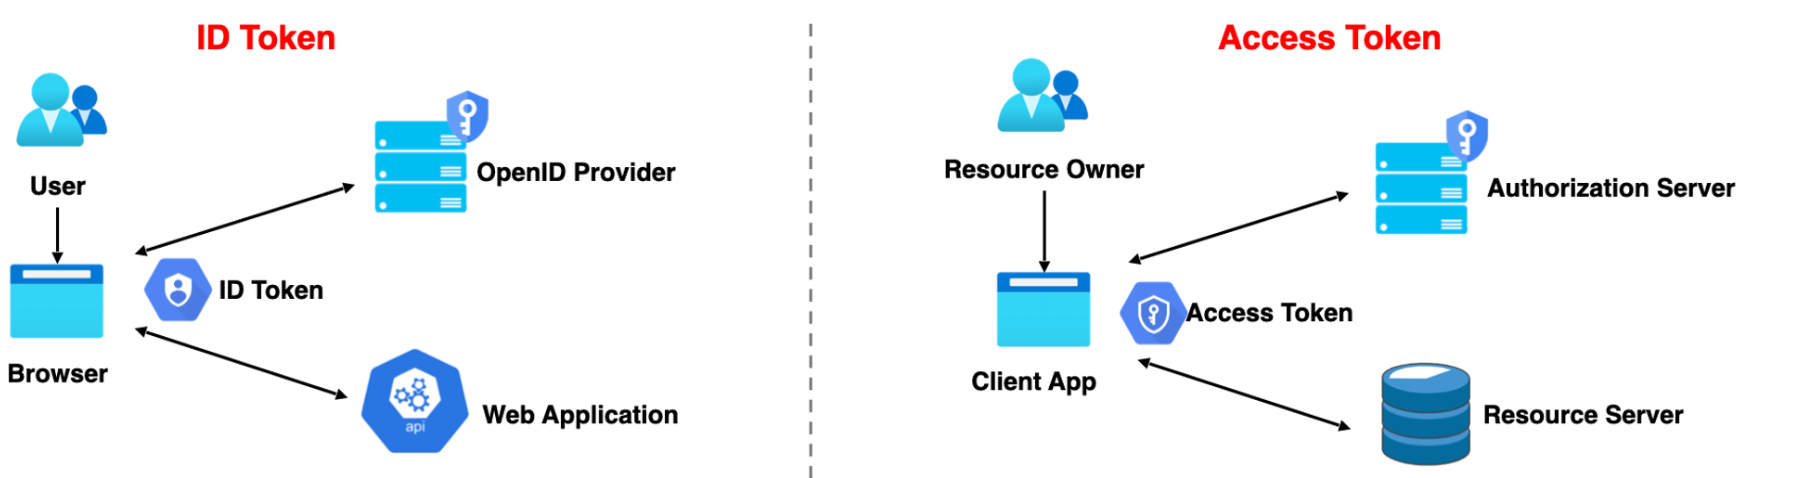 ID Token
User
OpenID Provider
ID Token
Browser
api
Web Application
Access Token
Resource Owner
Authorization Server
Access Token
Client App
Resource Server